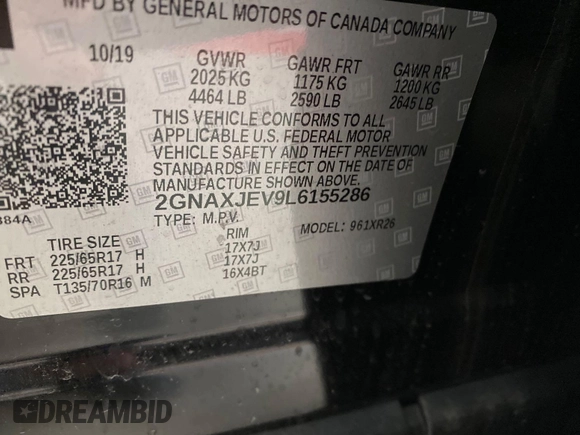 MFD BY GENERAL MOTORS OF CANADA COMPANY
10/19 GVWR GAWR FRT GAWR RR
2025 KG 1175 KG 1200 KG
4464 LB 2590 LB 2645 LB
THIS VEHICLE CONFORMS TO ALL
APPLICABLE U.S. FEDERAL MOTOR
VEHICLE SAFETY AND THEFT PREVENTION
STANDARDS IN EFFECT ON THE DATE OF
MANUFACTURE SHOWN ABOVE.
2GNAXJEV9L6155286
TYPE: M.P.V. MODEL: 961XR26
384A
TIRE SIZE RIM
FRT 225/65R17 H 17X7J
RR 225/65R17 H 17X7J
SPA T135/70R16 M 16X4BT
GM
DREAMBID